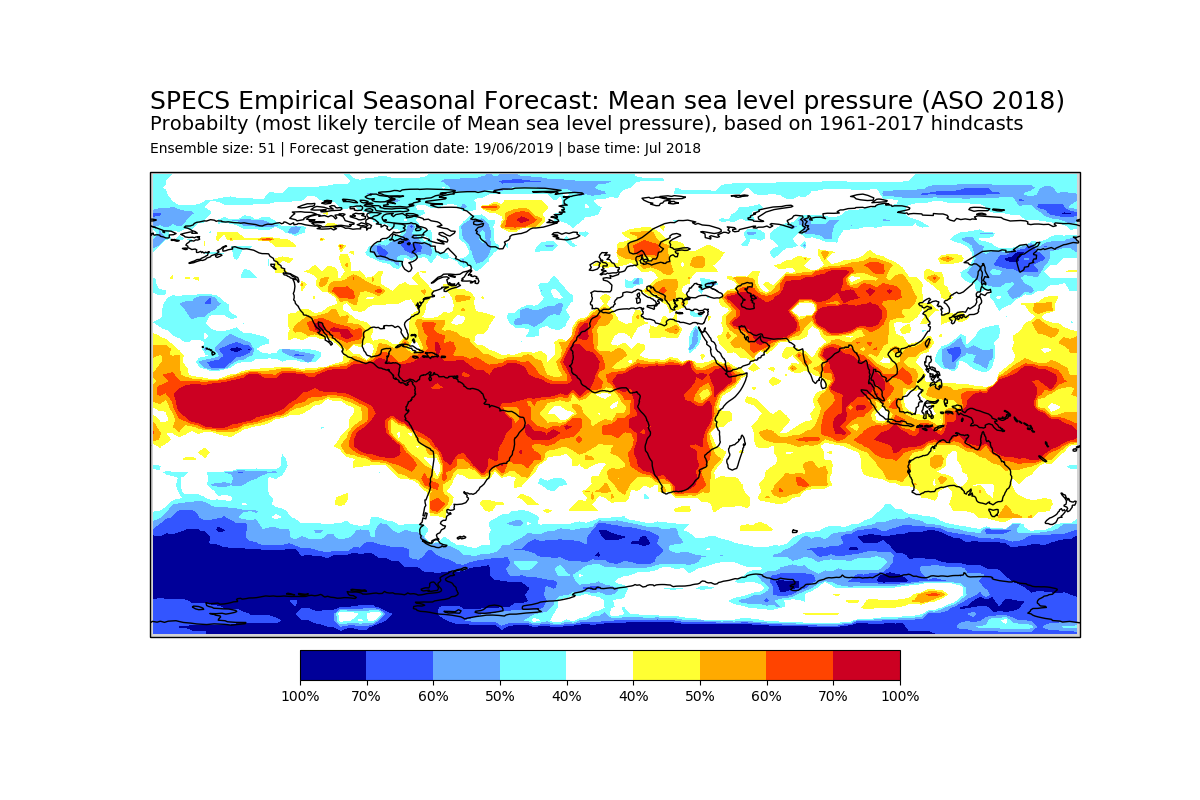 SPECS Empirical Seasonal Forecast: Mean sea level pressure (ASO 2018)
Probabilty (most likely tercile of Mean sea level pressure), based on 1961-2017 hindcasts
Ensemble size: 51 | Forecast generation date: 19/06/2019 | base time: Jul 2018
100% 70% 60% 50% 40% 40% 50% 60% 70% 100%